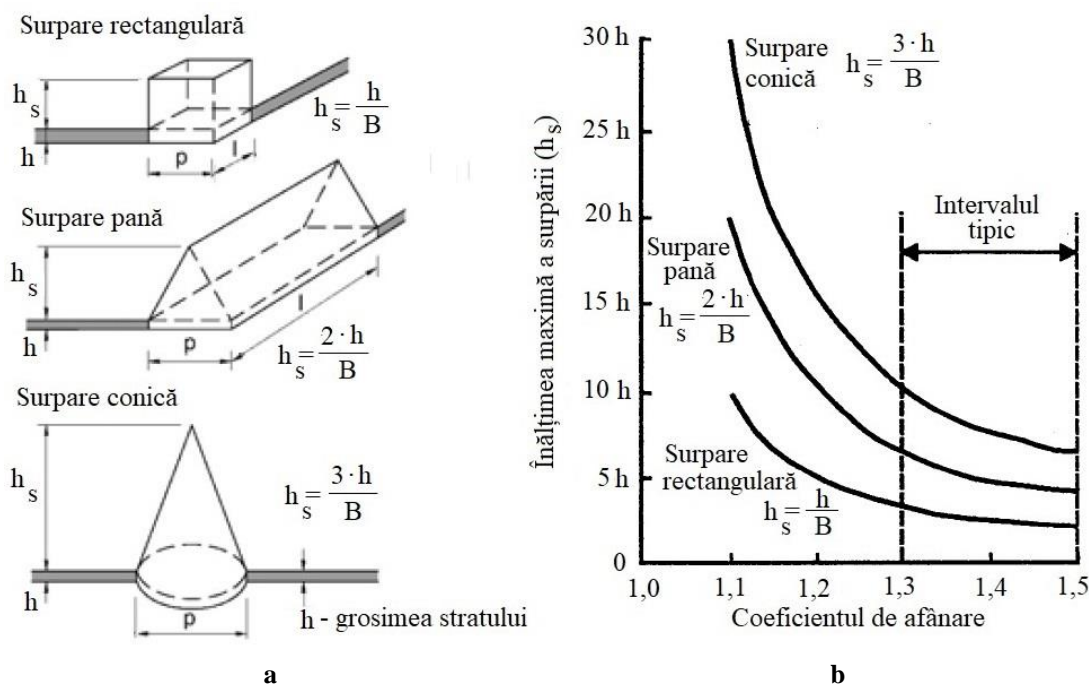 Surpare rectangulară
h_s
h
p
l
h_s = h/B
Surpare pană
h_s
h
p
l
h_s = 2 · h/B
Surpare conică
h_s
h
p
h_s = 3 · h/B
h - grosimea stratului
a
Înălțimea maximă a surpării (h_s)
30 h
25h
20 h
15 h
10 h
5 h
0
1,0
1,1
1,2
1,3
1,4
1,5
Coeficientul de afânare
Surpare
conică h_s = 3 · h/B
Intervalul
tipic
Surpare
pană
h_s = 2 · h/B
Surpare
rectangulară
h_s = h/B
b